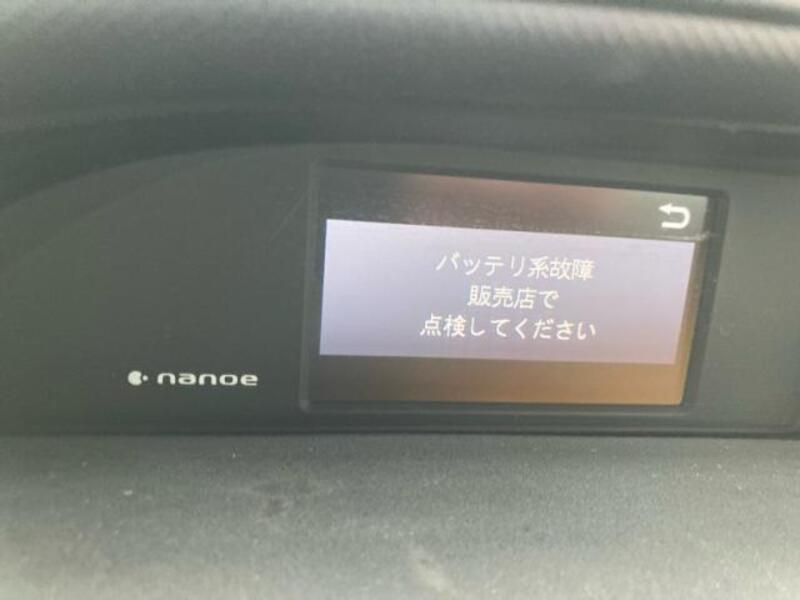 バッテリ系故障
販売店で
点検してください
nanoe